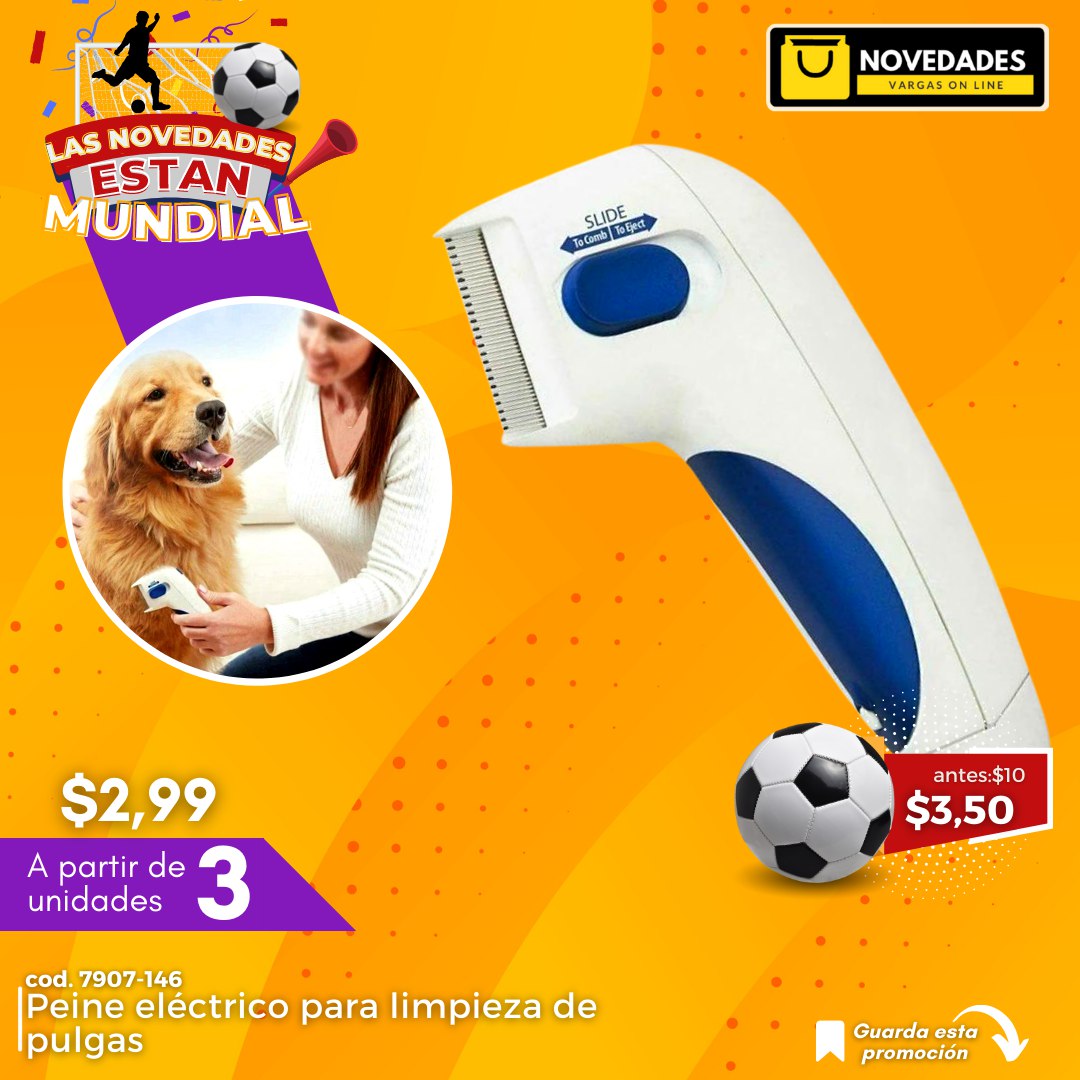 LAS NOVEDADES
ESTAN
MUNDIAL
NOVEDADES
VARGAS ON LINE
SLIDE
To Comb | To Eject
$2,99
A partir de 3
unidades
antes:$10
$3,50
cod. 7907-146
Peine eléctrico para limpieza de
pulgas
Guarda esta
promoción